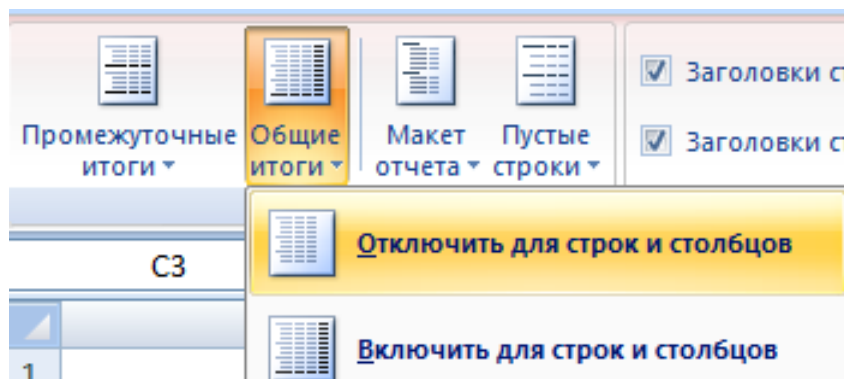 Промежуточные итоги
Общие итоги
Макет отчета
Пустые строки
Заголовки
Заголовки
С3
Отключить для строк и столбцов
Включить для строк и столбцов
1